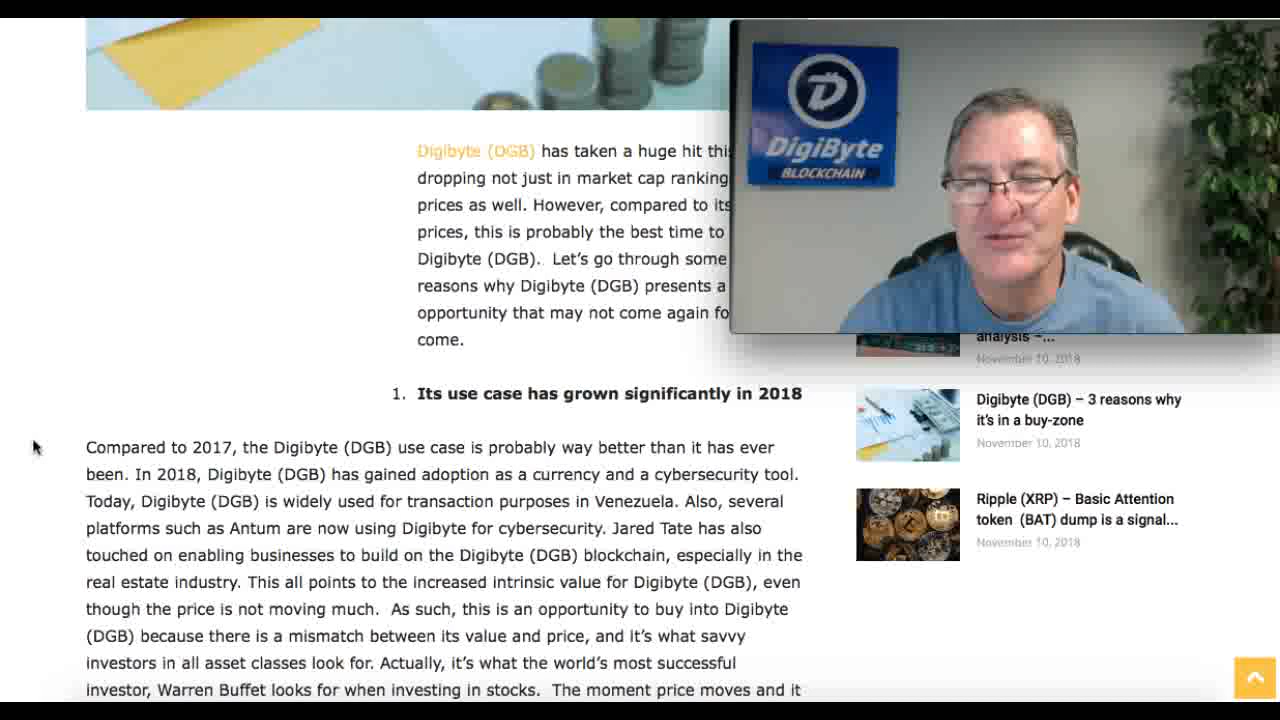 Digibyte (DGB) has taken a huge hit this
dropping not just in market cap ranking
prices as well. However, compared to its
prices, this is probably the best time to
Digibyte (DGB). Let's go through some
reasons why Digibyte (DGB) presents a
opportunity that may not come again fo
come.
1. Its use case has grown significantly in 2018
Compared to 2017, the Digibyte (DGB) use case is probably way better than it has ever
been. In 2018, Digibyte (DGB) has gained adoption as a currency and a cybersecurity tool.
Today, Digibyte (DGB) is widely used for transaction purposes in Venezuela. Also, several
platforms such as Antum are now using Digibyte for cybersecurity. Jared Tate has also
touched on enabling businesses to build on the Digibyte (DGB) blockchain, especially in the
real estate industry. This all points to the increased intrinsic value for Digibyte (DGB), even
though the price is not moving much. As such, this is an opportunity to buy into Digibyte
(DGB) because there is a mismatch between its value and price, and it's what savvy
investors in all asset classes look for. Actually, it's what the world's most successful
investor, Warren Buffet looks for when investing in stocks. The moment price moves and it
DigiByte
BLOCKCHAIN
analysis –...
November 10, 2018
Digibyte (DGB) – 3 reasons why
it's in a buy-zone
November 10, 2018
Ripple (XRP) – Basic Attention
token (BAT) dump is a signal...
November 10, 2018